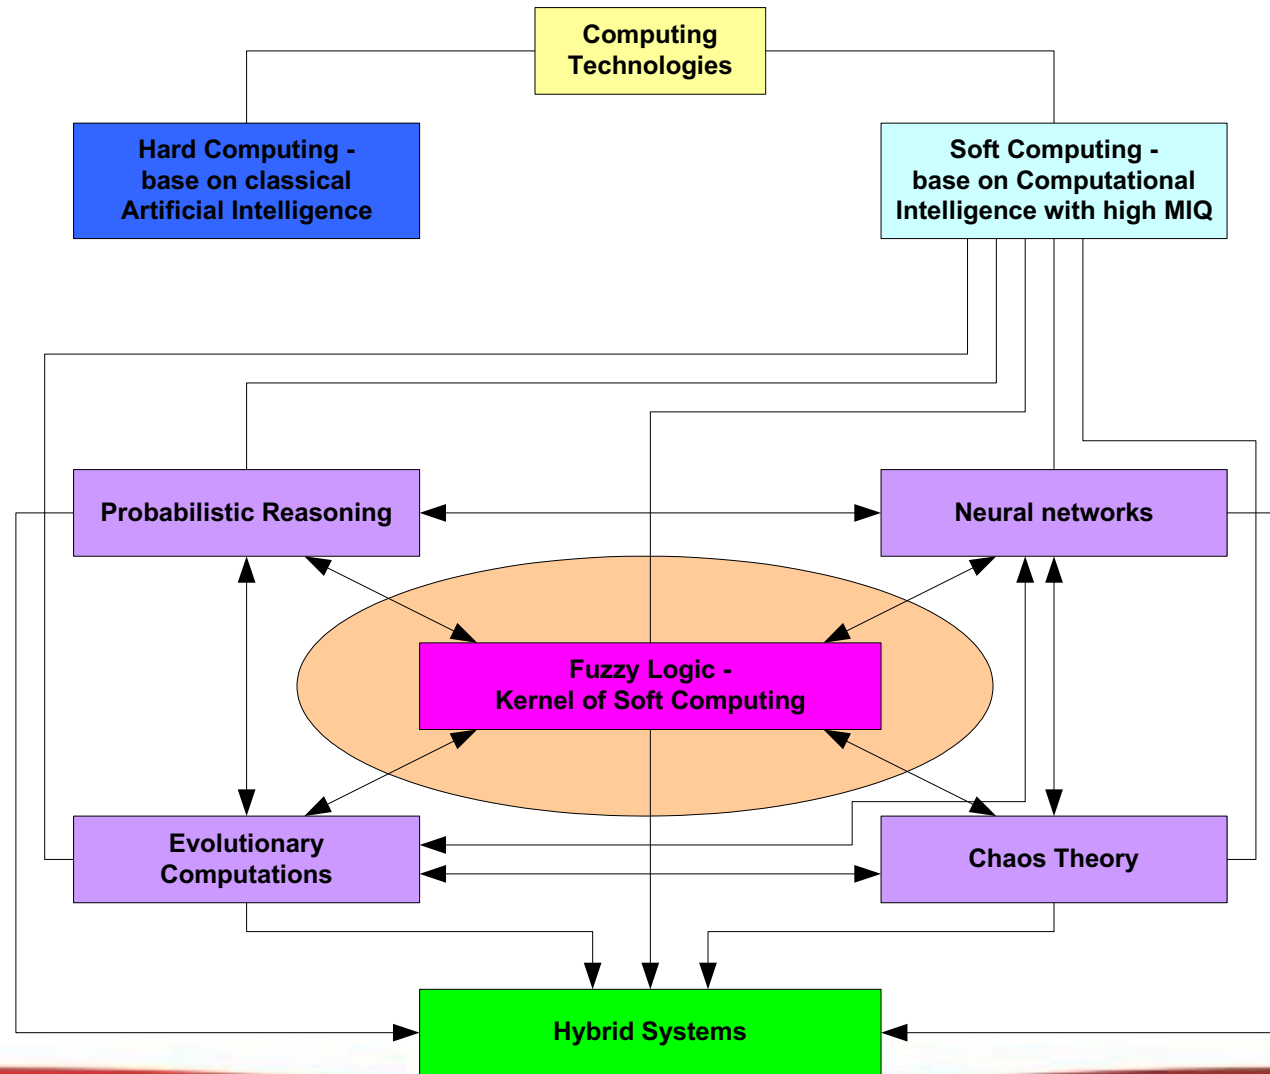 Computing
Technologies
Hard Computing -
base on classical
Artificial Intelligence
Soft Computing -
base on Computational
Intelligence with high MIQ
Probabilistic Reasoning
Neural networks
Fuzzy Logic -
Kernel of Soft Computing
Evolutionary
Computations
Chaos Theory
Hybrid Systems